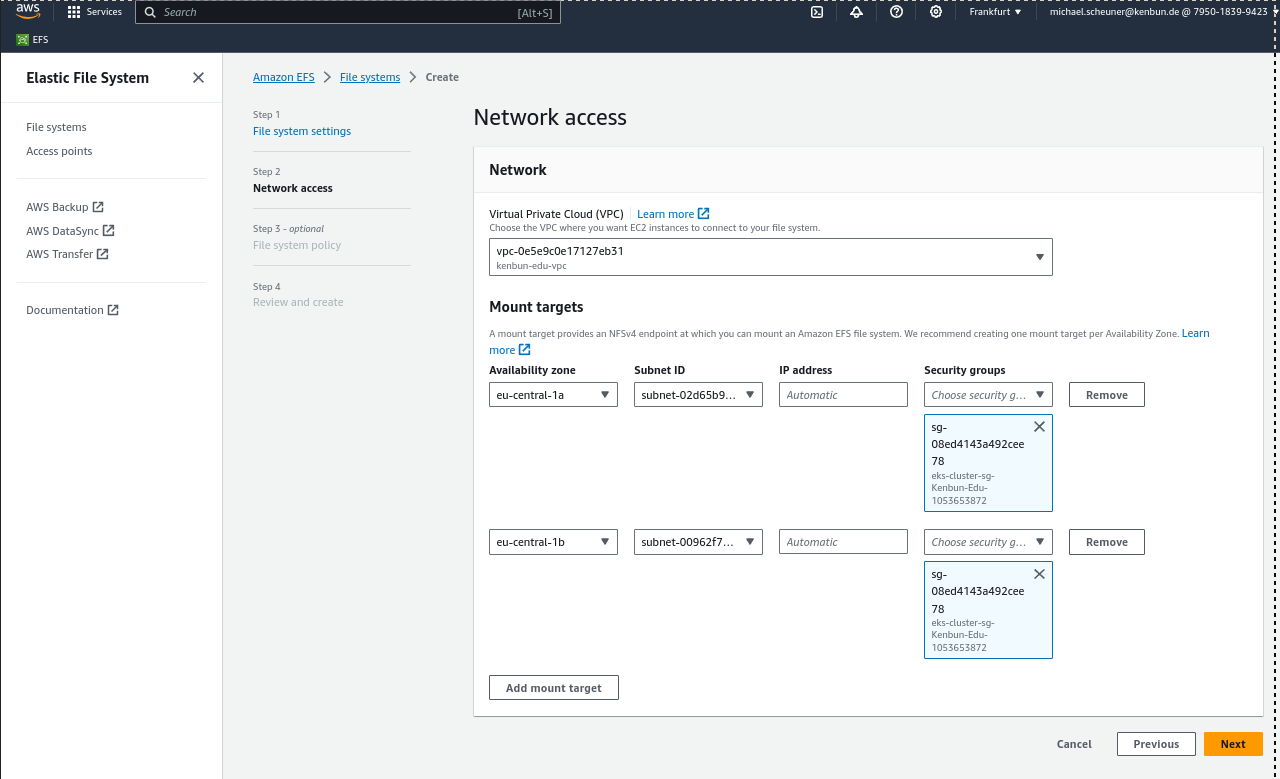 aws
Services
Search
[Alt+S]
Frankfurt
michael.scheuner@kenbun.de @ 7950-1839-9423
EFS
Elastic File System
File systems
Access points
AWS Backup
AWS DataSync
AWS Transfer
Documentation
Amazon EFS
File systems
Create
Step 1
File system settings
Step 2
Network access
Step 3 - optional
File system policy
Step 4
Review and create
Network access
Network
Virtual Private Cloud (VPC)
Learn more
Choose the VPC where you want EC2 instances to connect to your file system.
vpc-0e5e9c0e17127eb31
kenbun-edu-vpc
Mount targets
A mount target provides an NFSv4 endpoint at which you can mount an Amazon EFS file system. We recommend creating one mount target per Availability Zone. Learn
more
Availability zone
Subnet ID
IP address
Security groups
eu-central-1a
subnet-02d65b9...
Automatic
Choose security g...
Remove
sg-
08ed4143a492cee
78
eks-cluster-sg-
Kenbun-Edu-
1053653872
eu-central-1b
subnet-00962f7...
Automatic
Choose security g...
Remove
sg-
08ed4143a492cee
78
eks-cluster-sg-
Kenbun-Edu-
1053653872
Add mount target
Cancel
Previous
Next